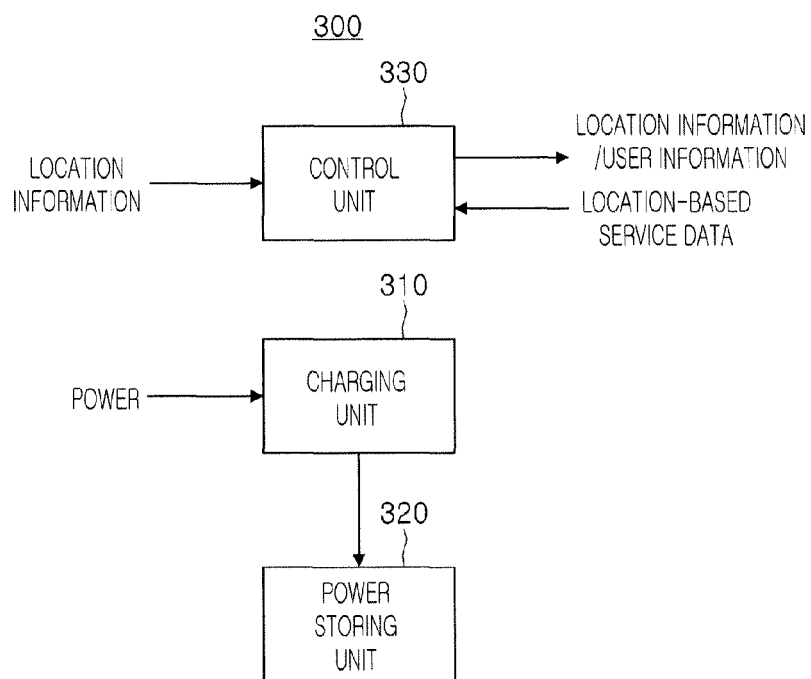 300
330
LOCATION
INFORMATION
CONTROL
UNIT
LOCATION INFORMATION
/USER INFORMATION
LOCATION-BASED
SERVICE DATA
310
POWER
CHARGING
UNIT
320
POWER
STORING
UNIT